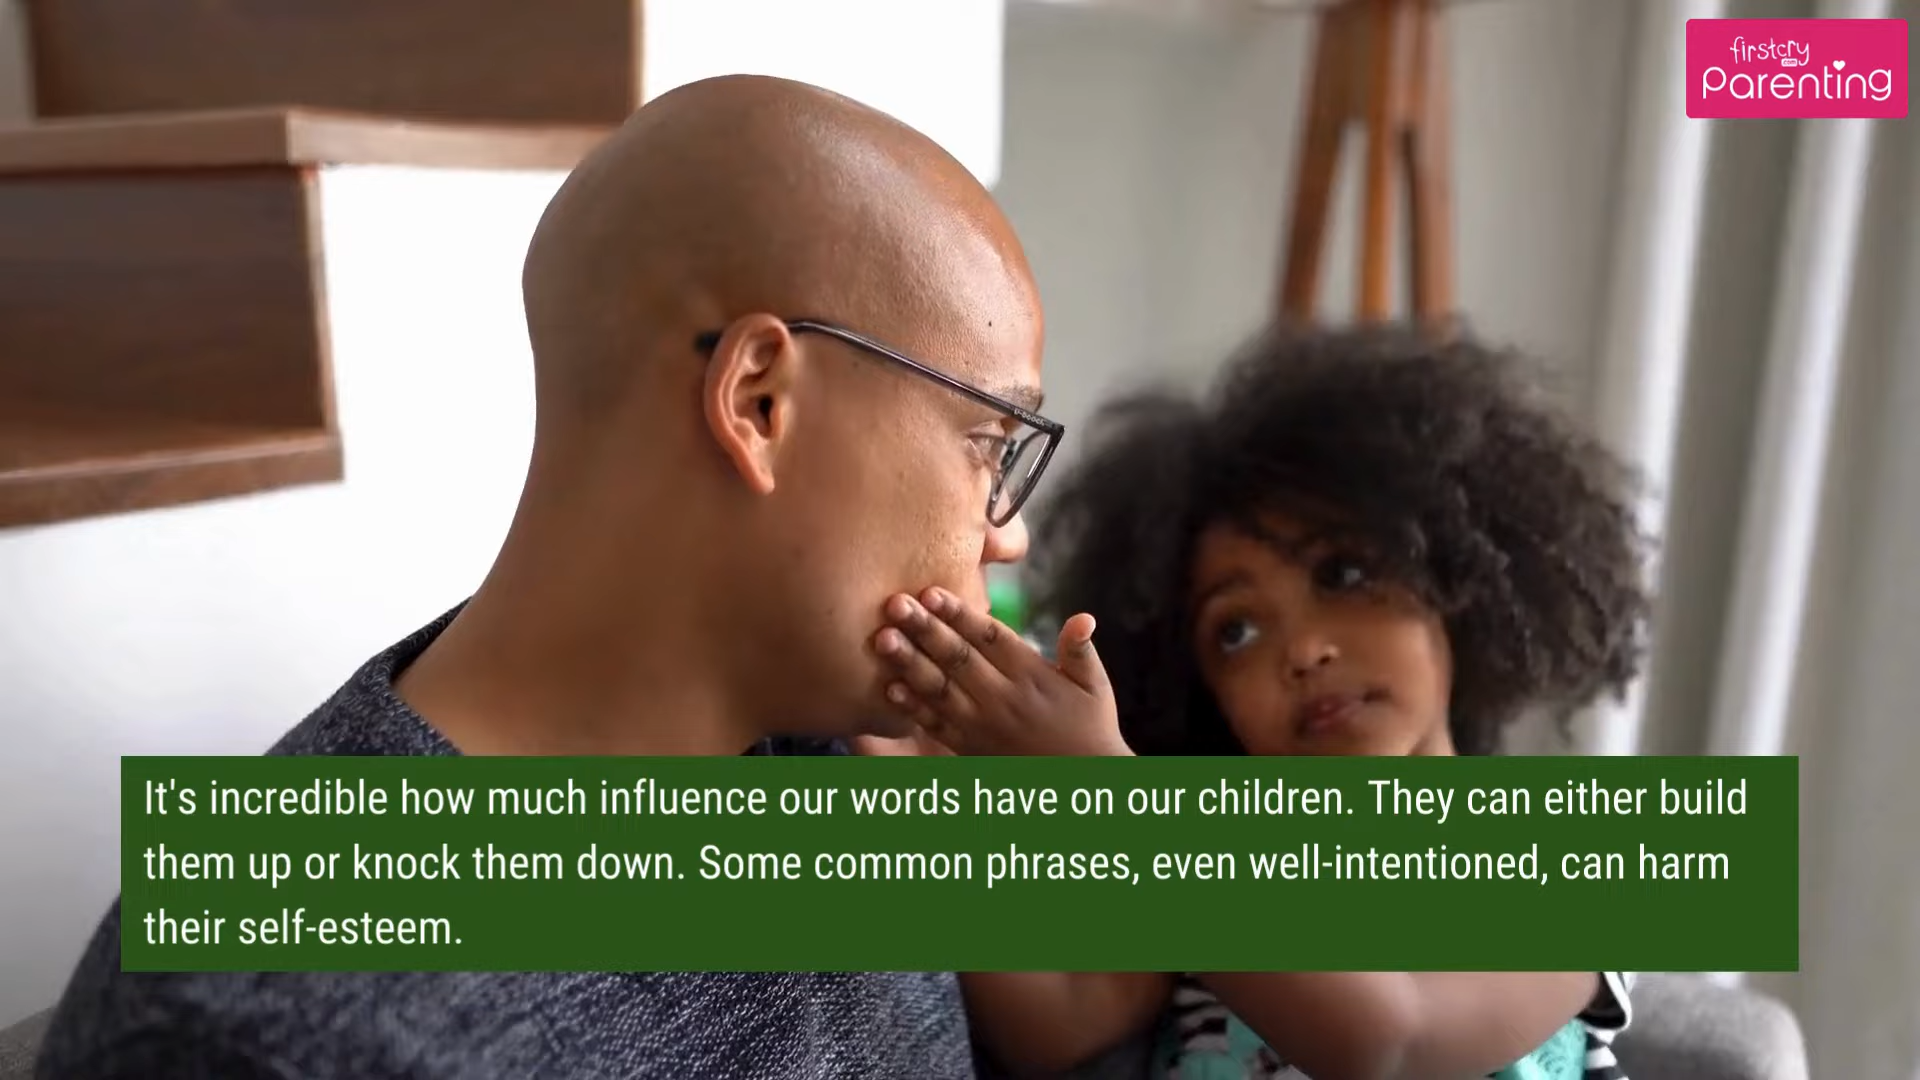 firstcry
.com
Parenting
It's incredible how much influence our words have on our children. They can either build
them up or knock them down. Some common phrases, even well-intentioned, can harm
their self-esteem.